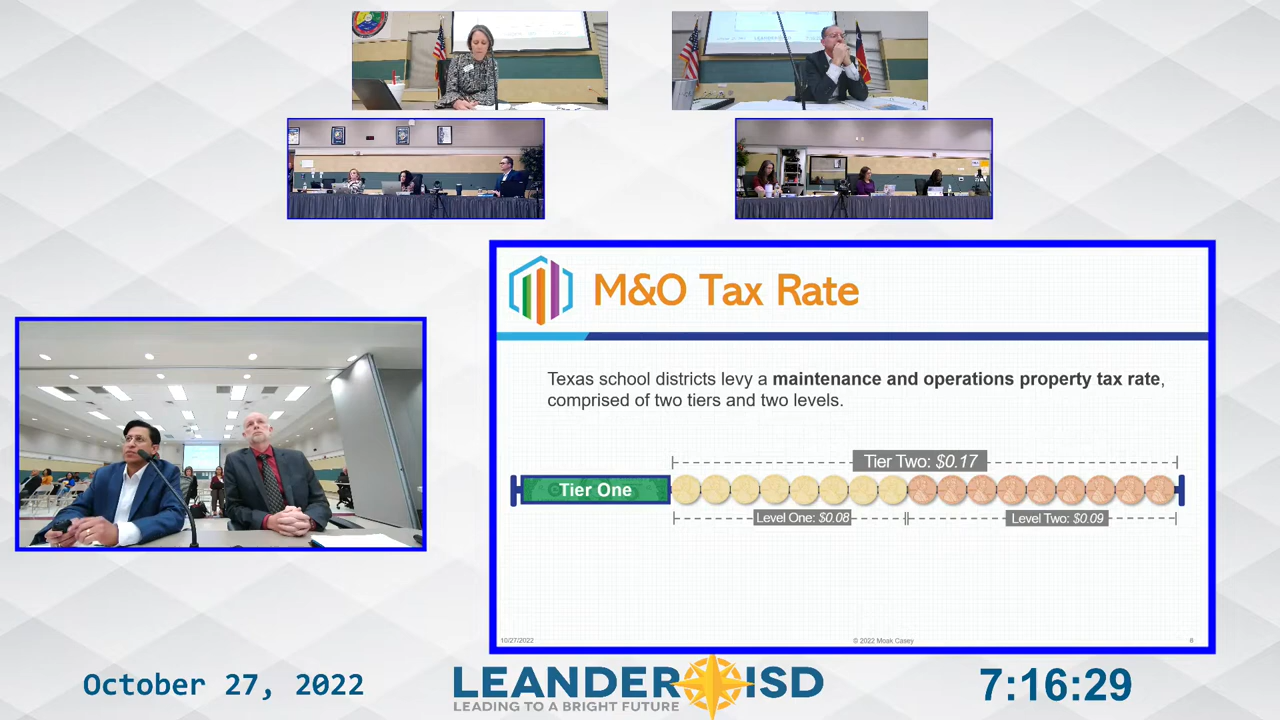 M&O Tax Rate
Texas school districts levy a maintenance and operations property tax rate,
comprised of two tiers and two levels.
Tier Two: $0.17
Tier One
Level One: $0.08
Level Two: $0.09
10/27/2022
© 2022 Moak Casey
6
October 27, 2022
LEANDER ISD
LEADING TO A BRIGHT FUTURE
7:16:29